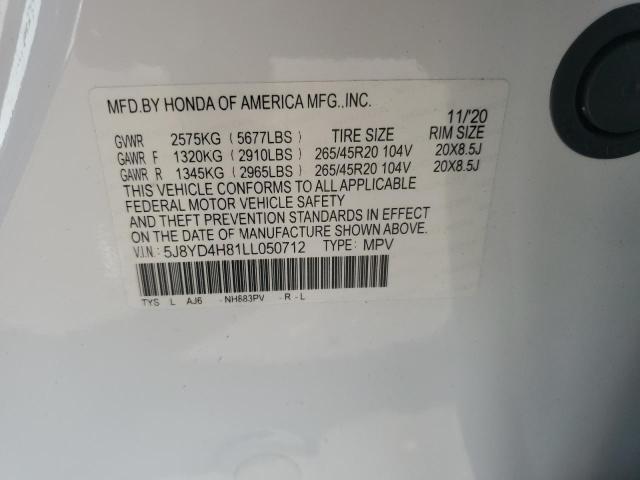 MFD.BY HONDA OF AMERICA MFG.,INC.
11/'20
GVWR 2575KG (5677LBS) TIRE SIZE RIM SIZE
GAWR F 1320KG (2910LBS) 265/45R20 104V 20X8.5J
GAWR R 1345KG (2965LBS) 265/45R20 104V 20X8.5J
THIS VEHICLE CONFORMS TO ALL APPLICABLE
FEDERAL MOTOR VEHICLE SAFETY
AND THEFT PREVENTION STANDARDS IN EFFECT
ON THE DATE OF MANUFACTURE SHOWN ABOVE.
V.I.N.: 5J8YD4H81LL050712 TYPE: MPV
TYS L AJ6 -NH883PV -R-L